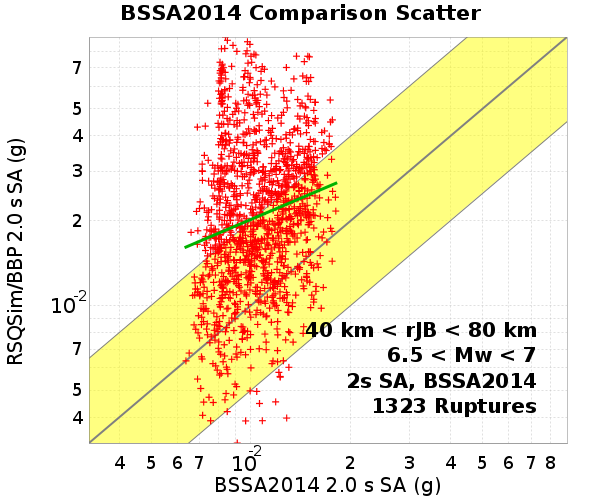 BSSA2014 Comparison Scatter
RSQSim/BBP 2.0 s SA (g)
7
5
4
3
2
10^-2
7
5
4
40 km < rJB < 80 km
6.5 < Mw < 7
2s SA, BSSA2014
1323 Ruptures
4 5 6 7 10^-2 2 3 4 5 6 7 8
BSSA2014 2.0 s SA (g)